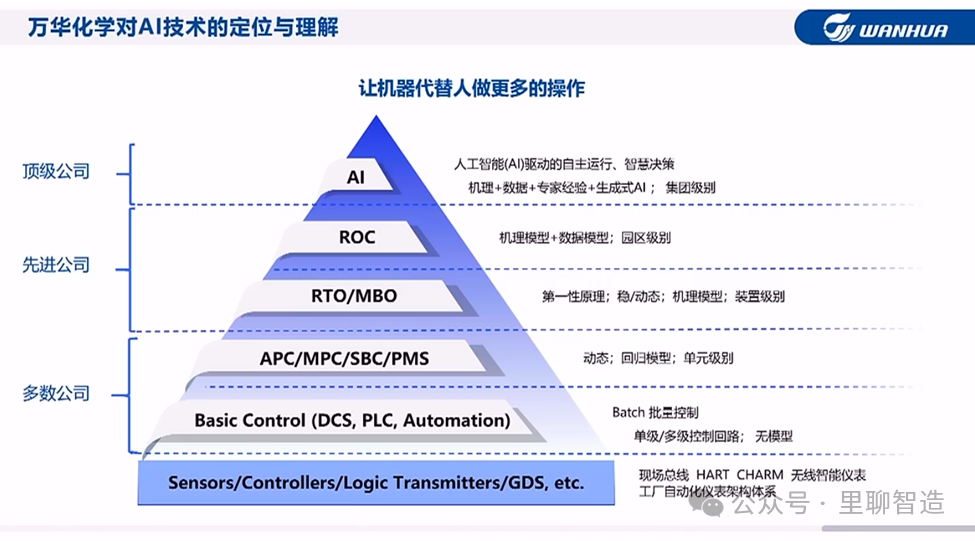 万华化学对AI技术的定位与理解
WANHUA
让机器代替人做更多的操作
顶级公司
AI
人工智能(AI)驱动的自主运行、智慧决策
机理+数据+专家经验+生成式AI ； 集团级别
先进公司
ROC
机理模型+数据模型；园区级别
RTO/MBO
第一性原理；稳/动态；机理模型；装置级别
多数公司
APC/MPC/SBC/PMS
动态；回归模型；单元级别
Basic Control (DCS, PLC, Automation)
Batch 批量控制
单级/多级控制回路； 无模型
Sensors/Controllers/Logic Transmitters/GDS, etc.
现场总线 HART CHARM 无线智能仪表
工厂自动化仪表架构体系
公众号 · 里聊智造